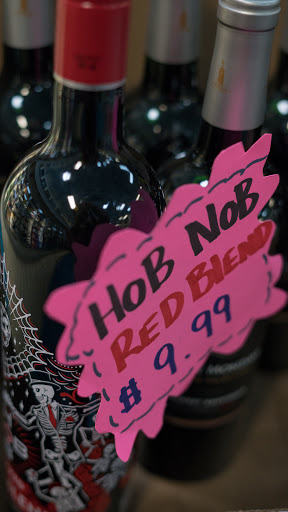 HOB NOB
RED BLEND
$9.99